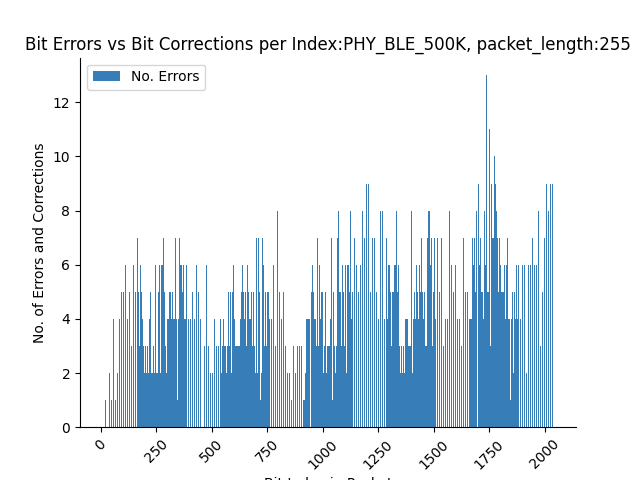 Bit Errors vs Bit Corrections per Index:PHY_BLE_500K, packet_length:255
No. Errors
No. of Errors and Corrections
12
10
8
6
4
2
0
0 250 500 750 1000 1250 1500 1750 2000